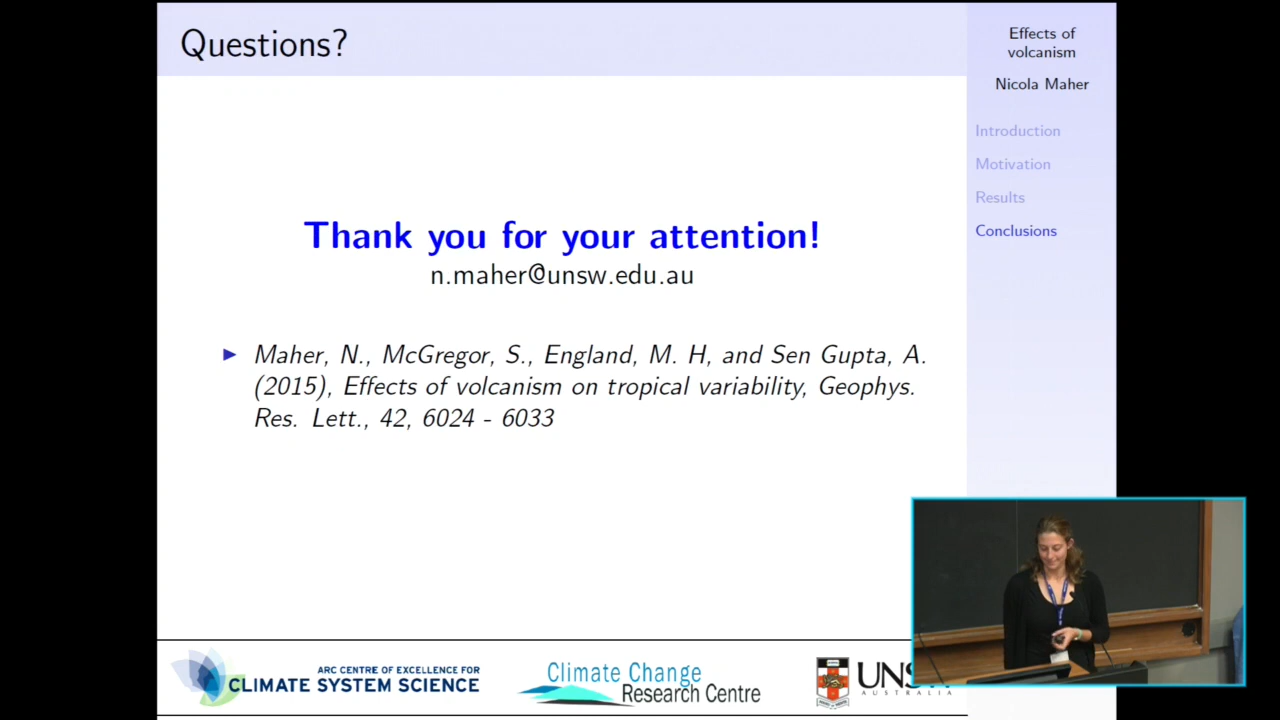 Questions?
Effects of
volcanism
Nicola Maher
Introduction
Motivation
Results
Conclusions
Thank you for your attention!
n.maher@unsw.edu.au
Maher, N., McGregor, S., England, M. H, and Sen Gupta, A.
(2015), Effects of volcanism on tropical variability, Geophys.
Res. Lett., 42, 6024 - 6033
ARC CENTRE OF EXCELLENCE FOR
CLIMATE SYSTEM SCIENCE
Climate Change
Research Centre
UNSW
AUSTRALIA